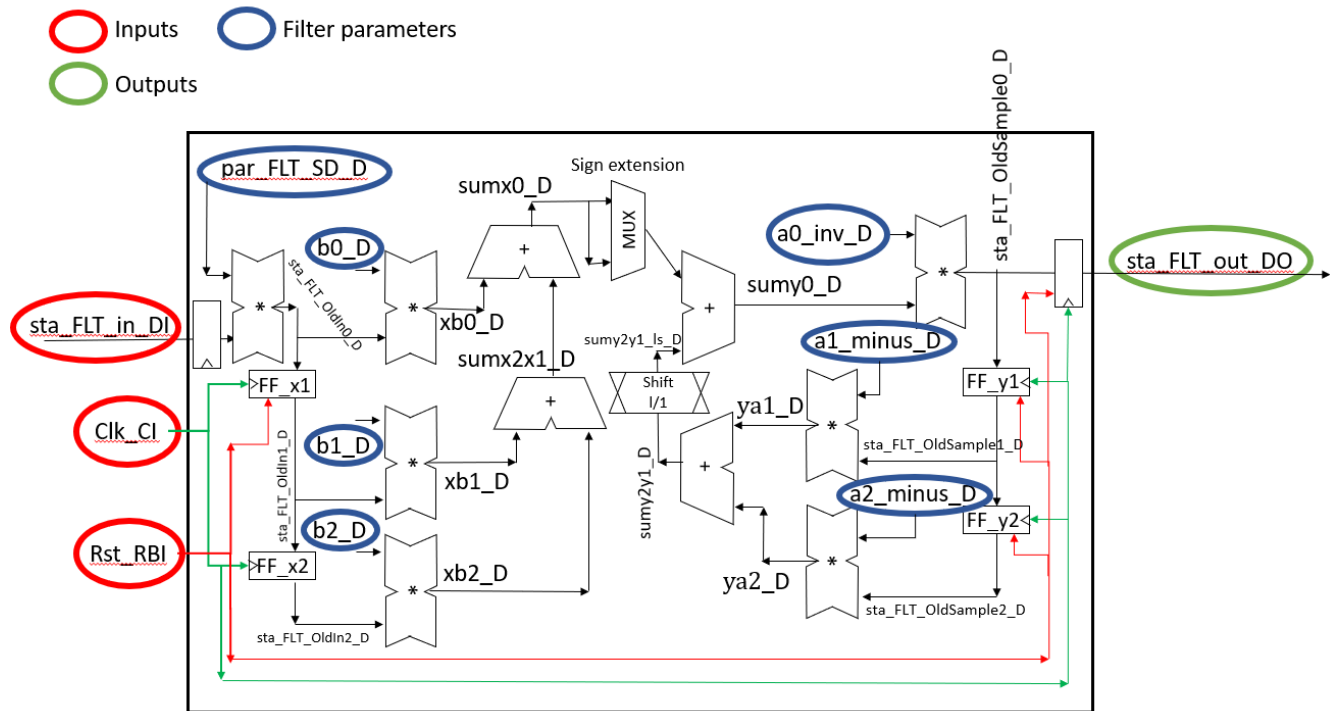 Inputs
Filter parameters
Outputs
par_FLT_SD_D
Sign extension
sumx0_D
MUX
+
b0_D
a0_inv_D
sta_FLT_OldSample0_D
*
*
*
sta_FLT_OldIn0_D
xb0_D
sta_FLT_in_DI
+
sumy0_D
sta_FLT_out_DO
sumy2y1_ls_D
a1_minus_D
sumx2x1_D
FF_x1
Shift
l/1
FF_y1
+
Clk_CI
b1_D
*
xb1_D
sta_FLT_OldIn1_D
ya1_D
*
sta_FLT_OldSample1_D
+
sumy2y1_D
a2_minus_D
b2_D
FF_y2
Rst_RBI
FF_x2
xb2_D
*
ya2_D
*
sta_FLT_OldSample2_D
sta_FLT_OldIn2_D